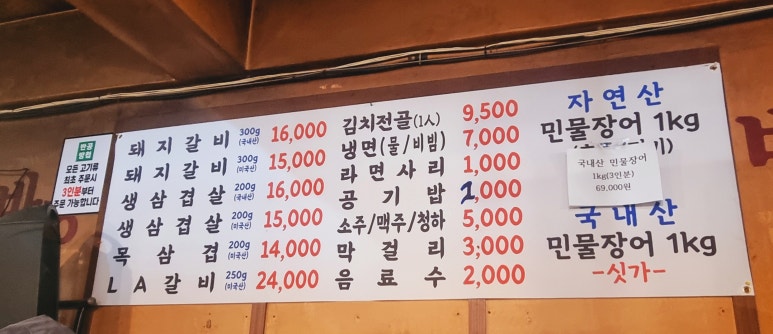 반공
방첩
모든 고기류
최초 주문시
3인분부터
주문 가능합니다
돼지갈비 300g (국내산) 16,000
돼지갈비 300g (미국산) 15,000
생삼겹살 200g (국내산) 16,000
생삼겹살 200g (미국산) 15,000
목삼겹 200g (미국산) 14,000
LA갈비 250g (미국산) 24,000
김치전골(1人) 9,500
냉면(물/비빔) 7,000
라면사리 1,000
공기밥 1,000
소주/맥주/청하 5,000
막걸리 3,000
음료수 2,000
자연산
민물장어 1kg
국내산 민물장어
1kg(3인분)
69,000원
국내산
민물장어 1kg
-싯가-